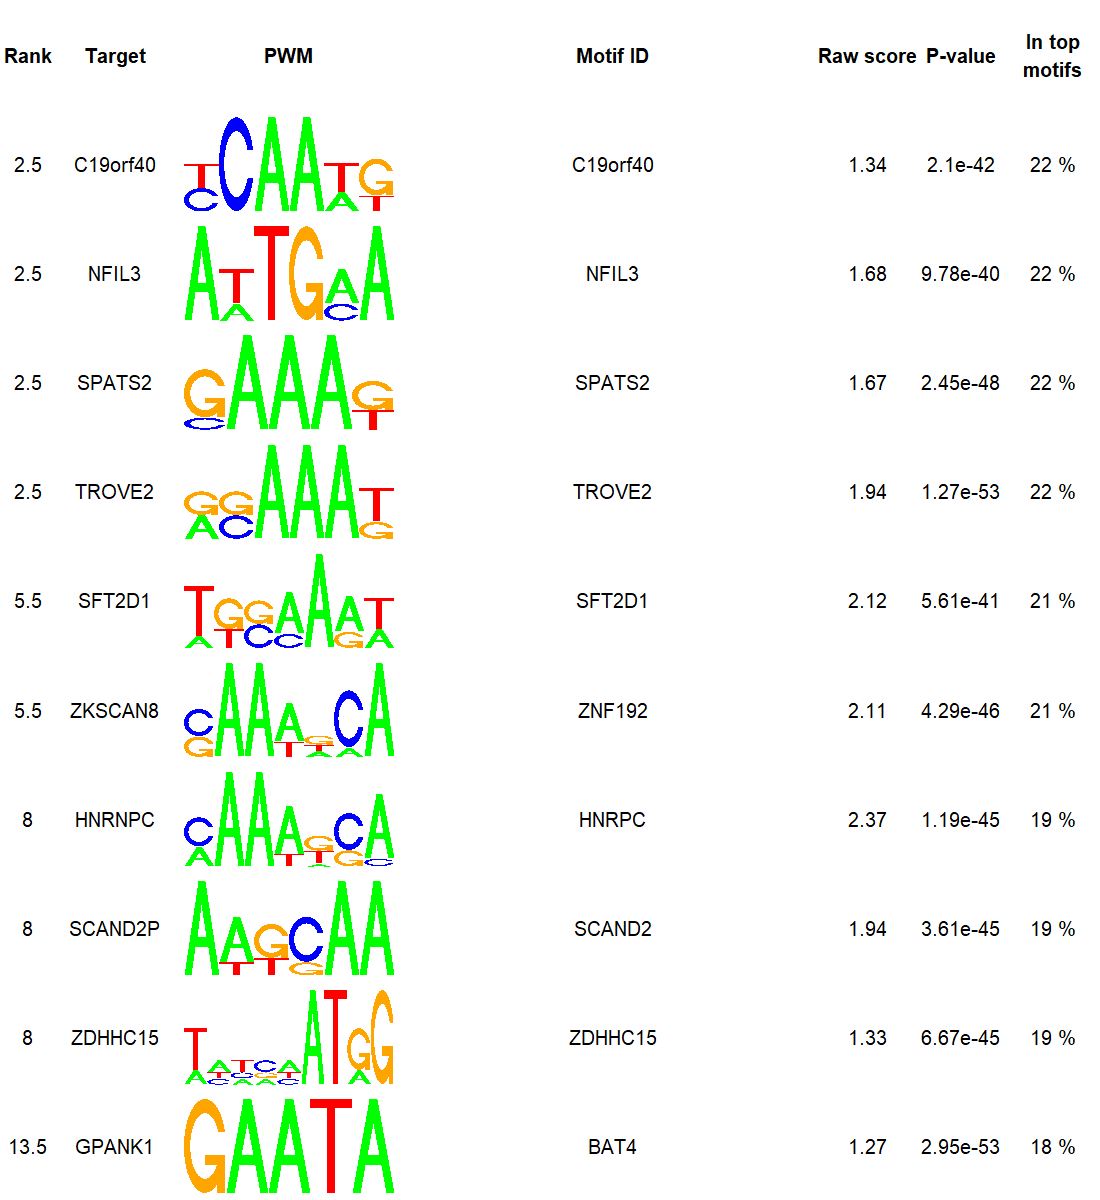 Rank Target PWM Motif ID Raw score P-value In top motifs
2.5 C19orf40 C19orf40 1.34 2.1e-42 22 %
2.5 NFIL3 NFIL3 1.68 9.78e-40 22 %
2.5 SPATS2 SPATS2 1.67 2.45e-48 22 %
2.5 TROVE2 TROVE2 1.94 1.27e-53 22 %
5.5 SFT2D1 SFT2D1 2.12 5.61e-41 21 %
5.5 ZKSCAN8 ZNF192 2.11 4.29e-46 21 %
8 HNRNPC HNRPC 2.37 1.19e-45 19 %
8 SCAND2P SCAND2 1.94 3.61e-45 19 %
8 ZDHHC15 ZDHHC15 1.33 6.67e-45 19 %
13.5 GPANK1 GAATA BAT4 1.27 2.95e-53 18 %